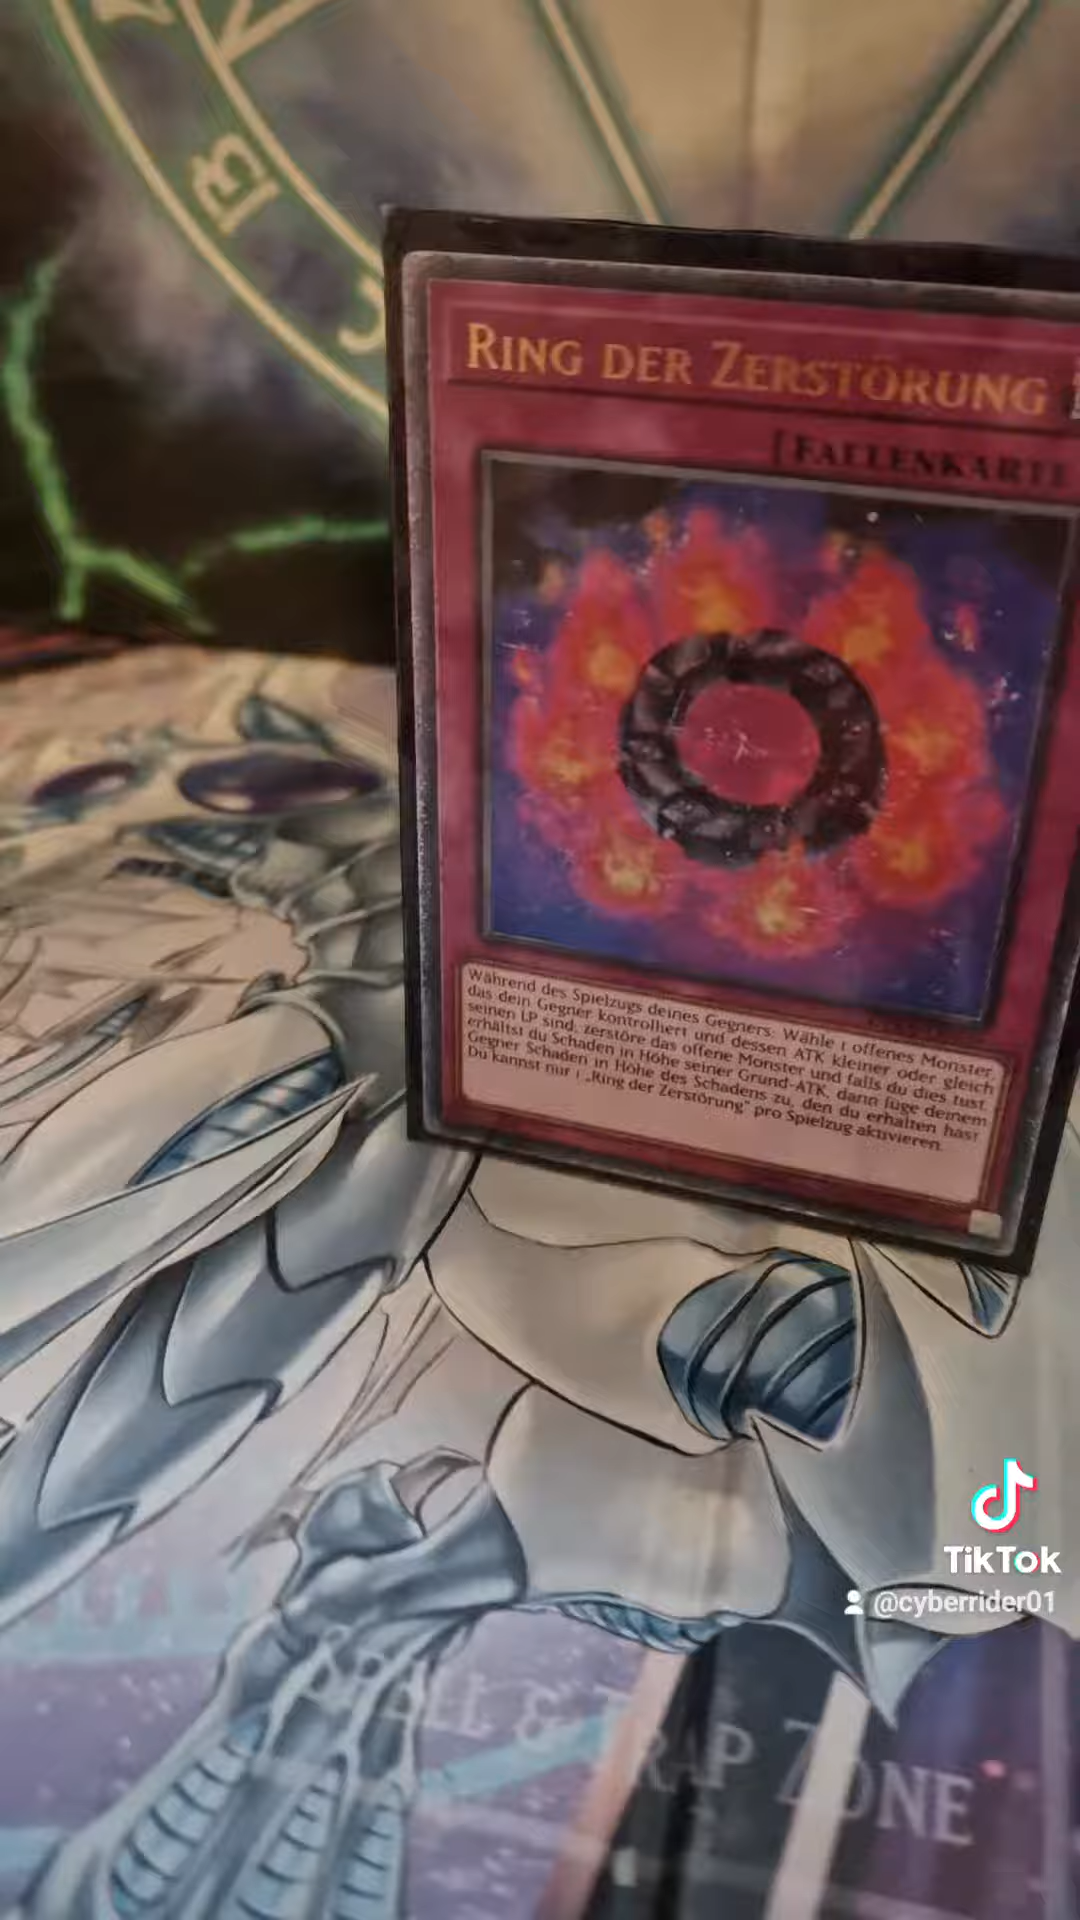 RING DER ZERSTÖRUNG
[FALLENKARTE
Während des Spielzugs deines Gegners: Wähle 1 offenes Monster,
das dein Gegner kontrolliert und dessen ATK kleiner oder gleich
seinen LP sind; zerstöre das offene Monster und falls du dies tust,
erhältst du Schaden in Höhe seiner Grund-ATK, dann füge deinem
Gegner Schaden in Höhe des Schadens zu, den du erhalten hast.
Du kannst nur 1 „Ring der Zerstörung" pro Spielzug aktivieren.
TikTok
@cyberrider01
& TRAP ZONE